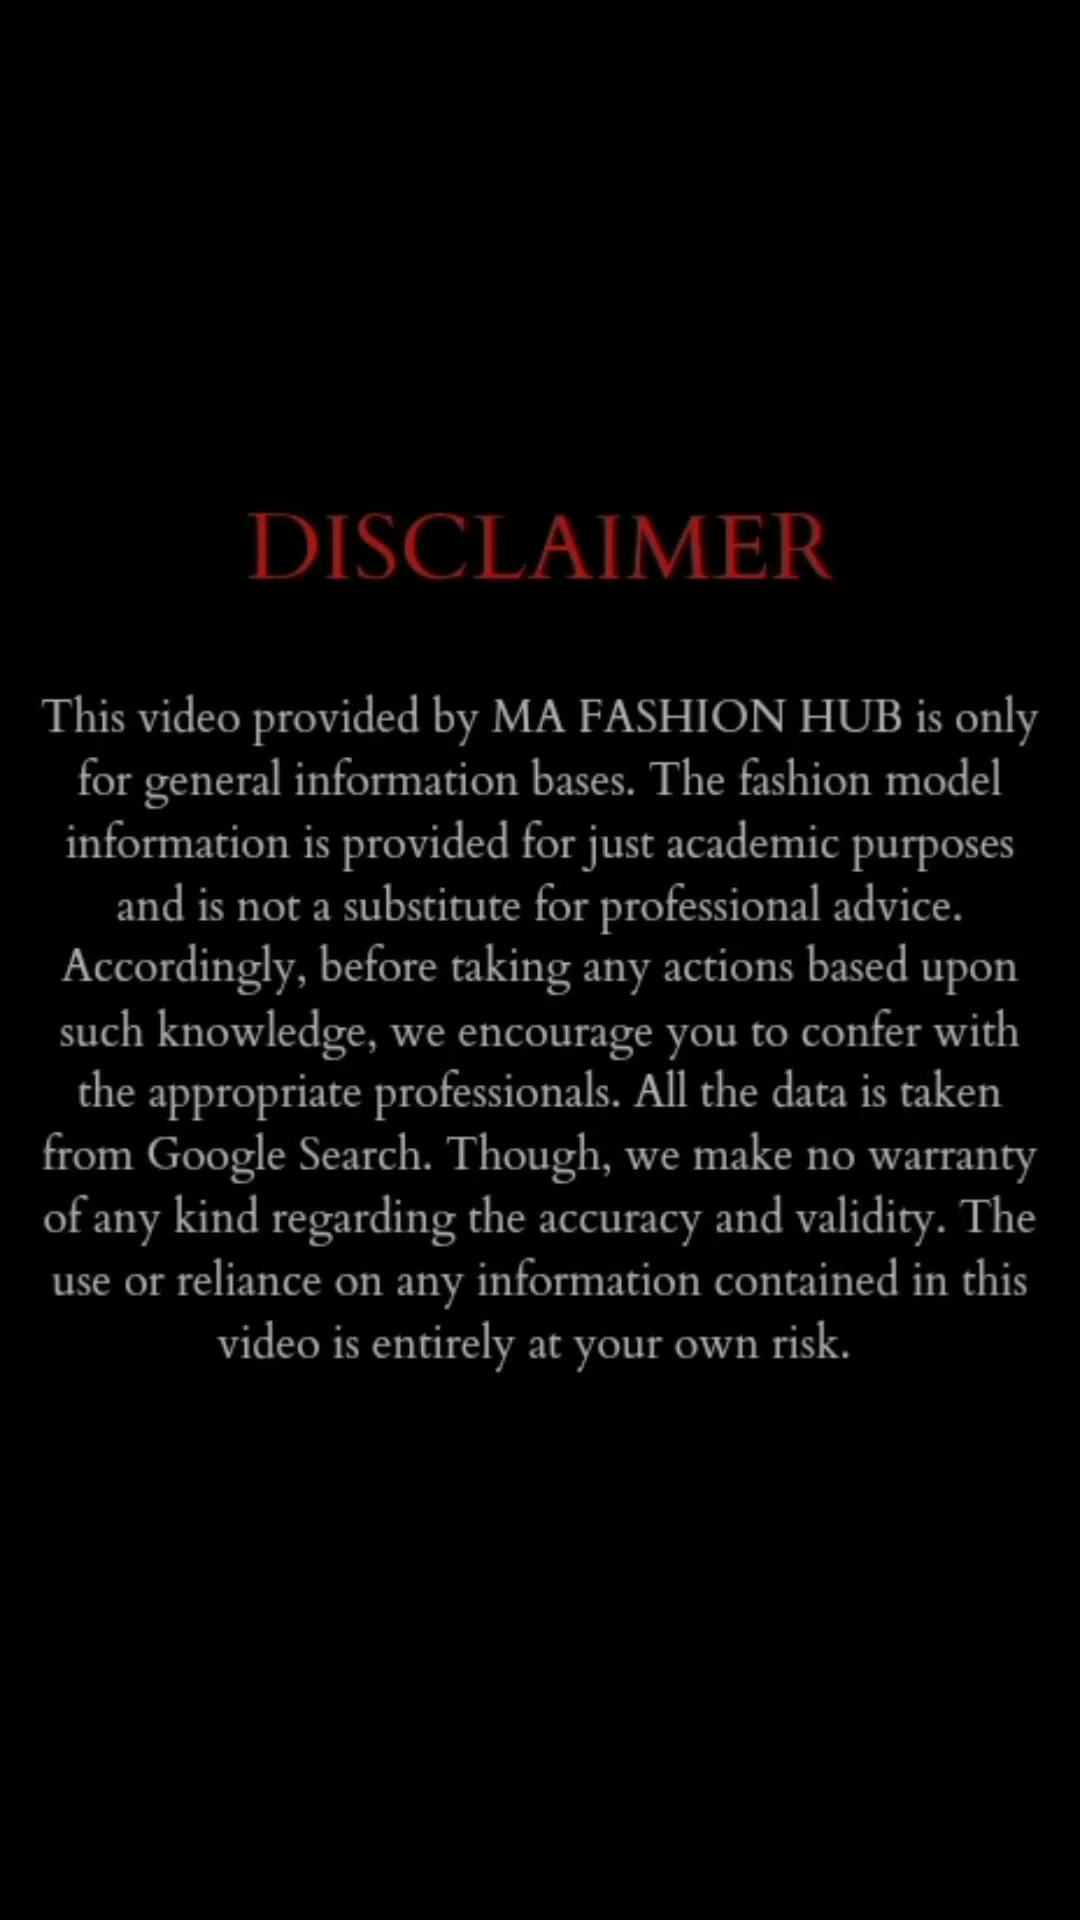 DISCLAIMER
This video provided by MA FASHION HUB is only
for general information bases. The fashion model
information is provided for just academic purposes
and is not a substitute for professional advice.
Accordingly, before taking any actions based upon
such knowledge, we encourage you to confer with
the appropriate professionals. All the data is taken
from Google Search. Though, we make no warranty
of any kind regarding the accuracy and validity. The
use or reliance on any information contained in this
video is entirely at your own risk.